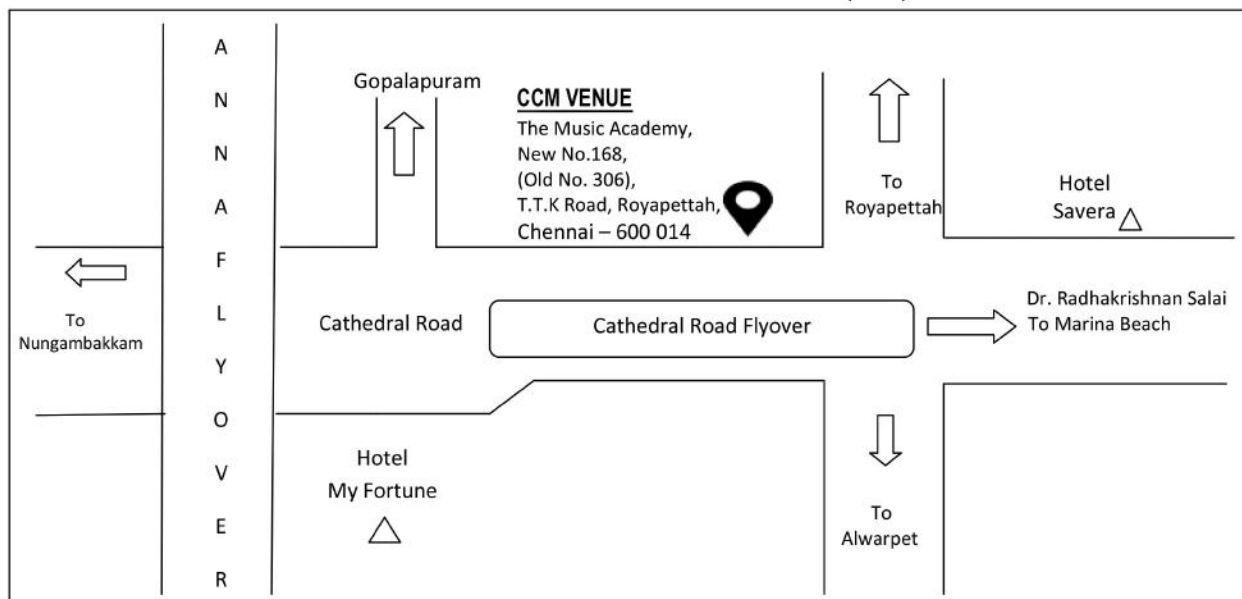 ANNA FLYOVER
Gopalapuram
CCM VENUE
The Music Academy,
New No.168,
(Old No. 306),
T.T.K Road, Royapettah,
Chennai – 600 014
To
Royapettah
Hotel
Savera
To
Nungambakkam
Cathedral Road
Cathedral Road Flyover
Dr. Radhakrishnan Salai
To Marina Beach
Hotel
My Fortune
To
Alwarpet